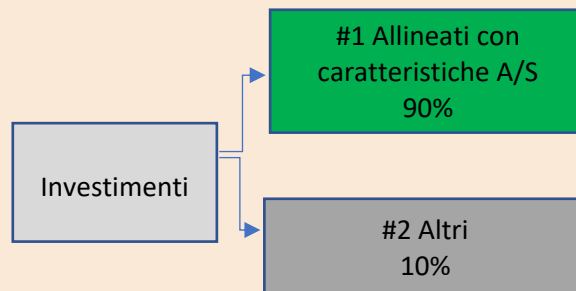 #1 Allineati con
caratteristiche A/S
90%
Investimenti
#2 Altri
10%